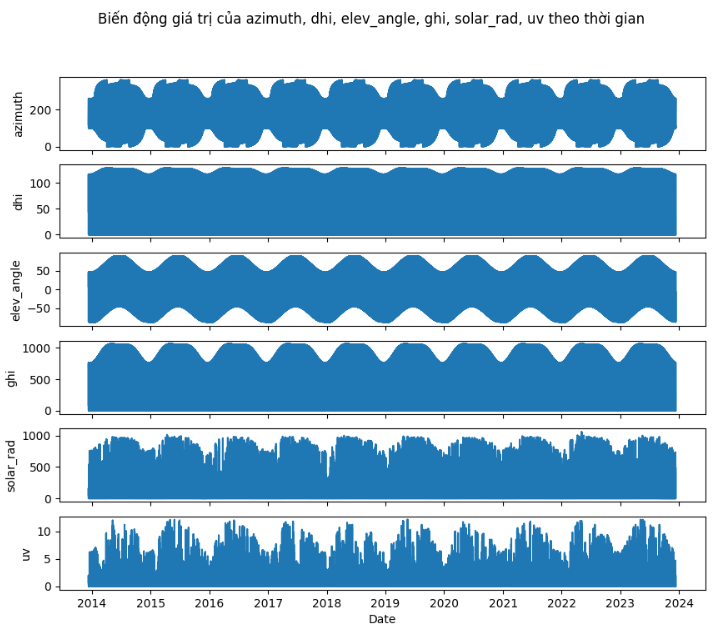 Biến động giá trị của azimuth, dhi, elev_angle, ghi, solar_rad, uv theo thời gian
azimuth
200
0
dhi
100
50
0
elev_angle
50
0
−50
ghi
1000
500
0
solar_rad
1000
500
0
uv
10
5
0
2014 2015 2016 2017 2018 2019 2020 2021 2022 2023 2024
Date